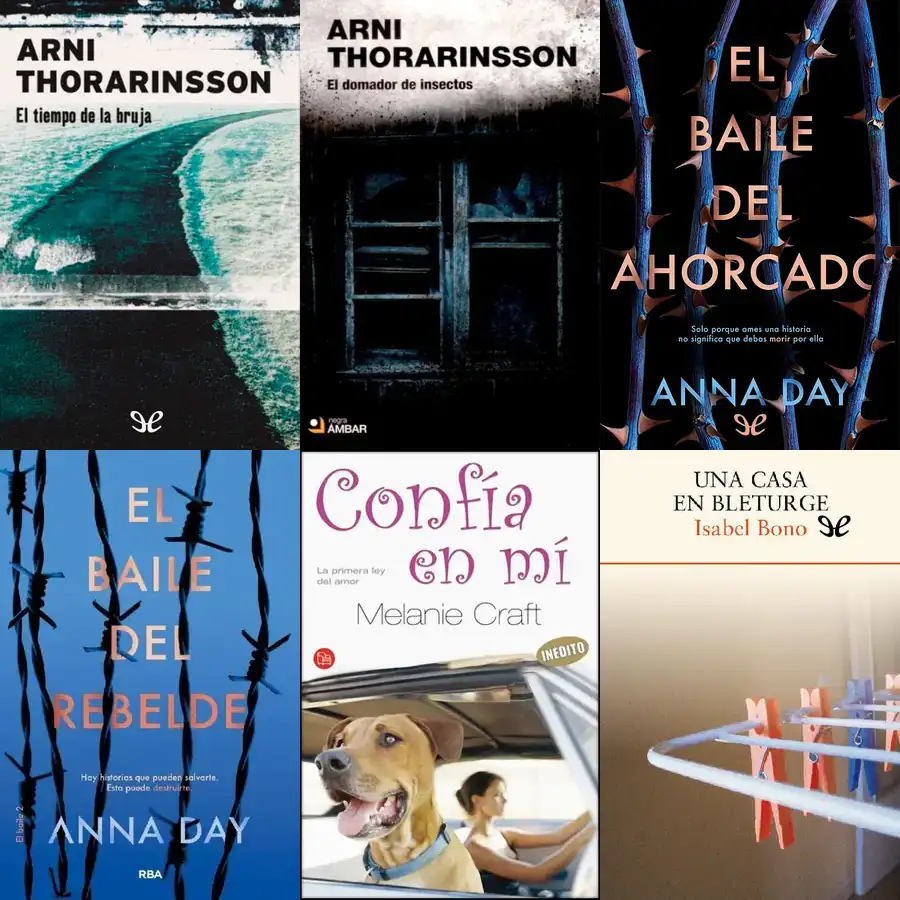 ARNI
THORARINSSON
El tiempo de la bruja
ARNI
THORARINSSON
El domador de insectos
negra
ÁMBAR
EL
BAILE
DEL
AHORCADO
Solo porque ames una historia
no significa que debas morir por ella
ANNA DAY
EL
BAILE
DEL
REBELDE
Hay historias que pueden salvarte.
Esta puede destruirte.
El baile 2
ANNA DAY
RBA
Confía
en mí
La primera ley
del amor
Melanie Craft
INÉDITO
UNA CASA
EN BLETURGE
Isabel Bono